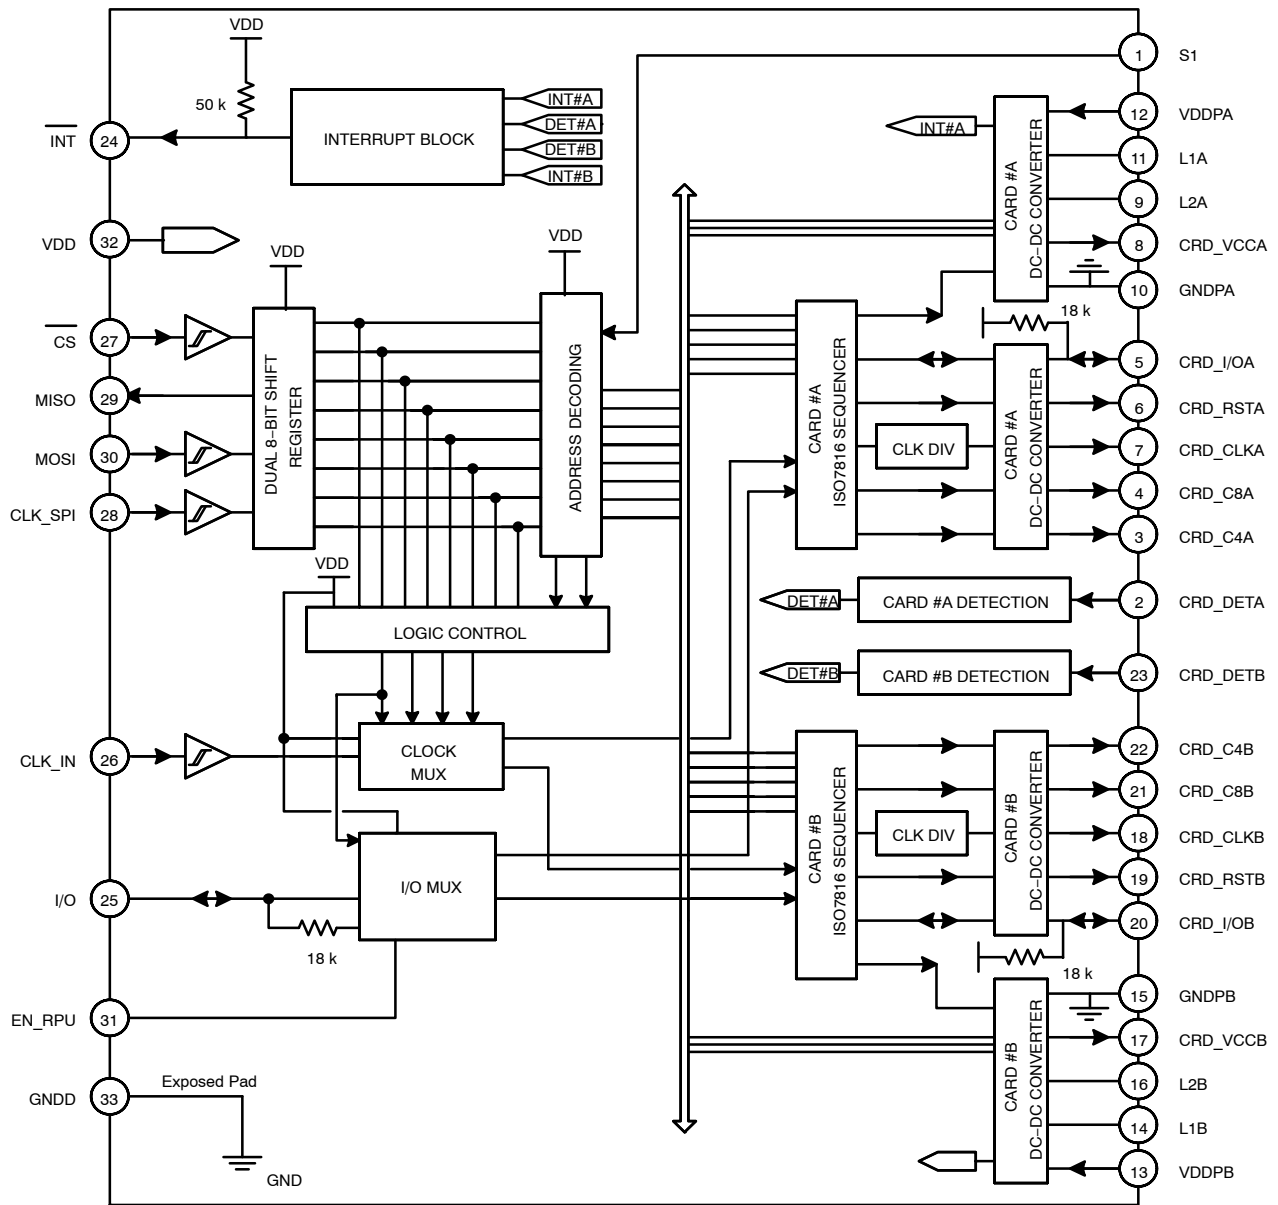 VDD
1 S1
50 k
INTERRUPT BLOCK
INT#A
DET#A
DET#B
INT#B
INT#A
CARD #A
DC-DC CONVERTER
12 VDDPA
11 L1A
9 L2A
8 CRD_VCCA
10 GNDPA
INT 24
VDD 32
VDD
VDD
CS 27
MISO 29
MOSI 30
CLK_SPI 28
DUAL 8-BIT SHIFT
REGISTER
ADDRESS DECODING
CARD #A
ISO7816 SEQUENCER
CLK DIV
CARD #A
DC-DC CONVERTER
18 k
5 CRD_I/OA
6 CRD_RSTA
7 CRD_CLKA
4 CRD_C8A
3 CRD_C4A
VDD
LOGIC CONTROL
DET#A
CARD #A DETECTION
2 CRD_DETA
DET#B
CARD #B DETECTION
23 CRD_DETB
CLK_IN 26
CLOCK
MUX
CARD #B
ISO7816 SEQUENCER
CLK DIV
CARD #B
DC-DC CONVERTER
22 CRD_C4B
21 CRD_C8B
18 CRD_CLKB
19 CRD_RSTB
20 CRD_I/OB
18 k
I/O 25
I/O MUX
18 k
EN_RPU 31
GNDD 33
Exposed Pad
GND
CARD #B
DC-DC CONVERTER
15 GNDPB
17 CRD_VCCB
16 L2B
14 L1B
13 VDDPB